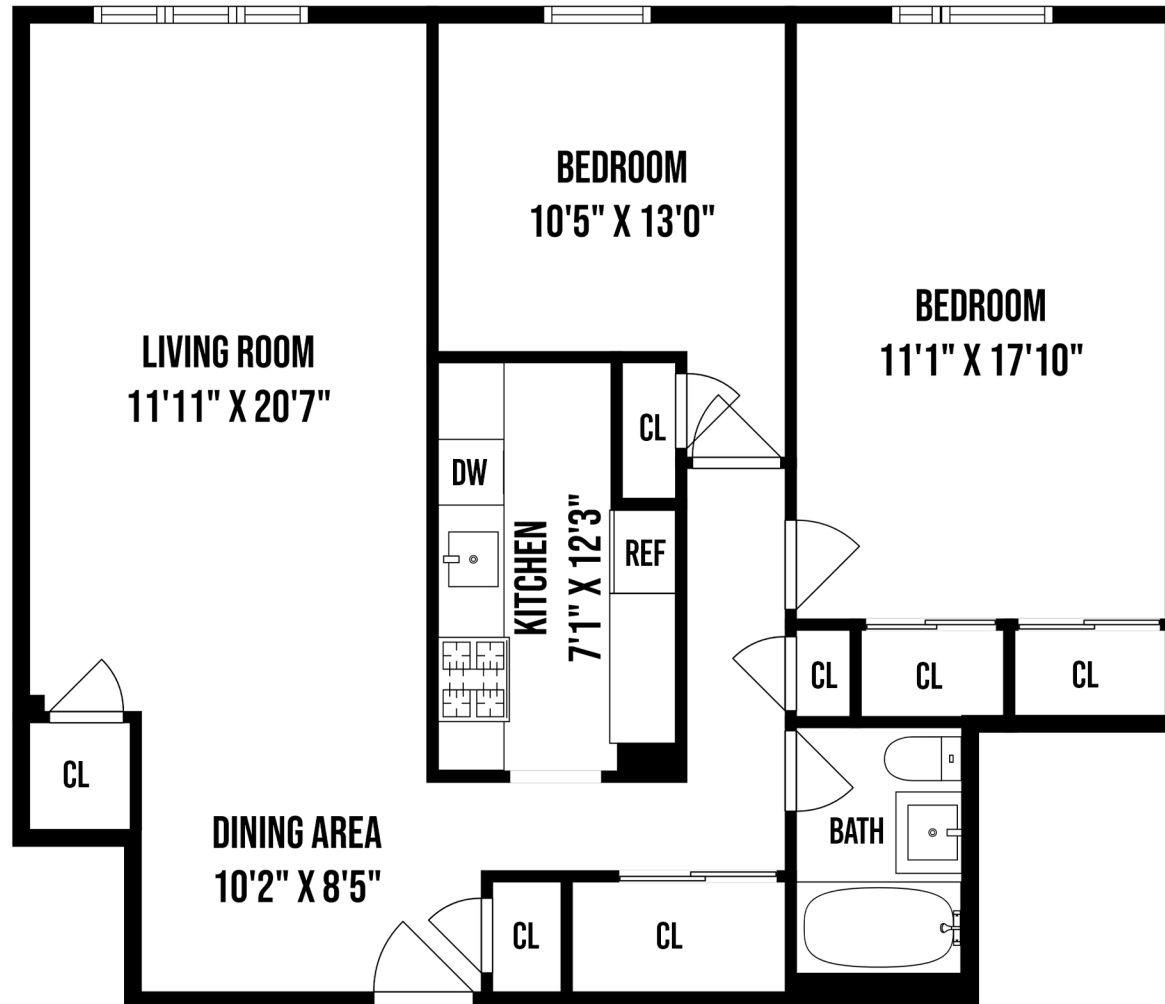 BEDROOM
10'5" X 13'0"
BEDROOM
11'1" X 17'10"
LIVING ROOM
11'11" X 20'7"
CL
DW
KITCHEN
7'1" X 12'3"
REF
CL
CL
CL
CL
DINING AREA
10'2" X 8'5"
BATH
CL
CL